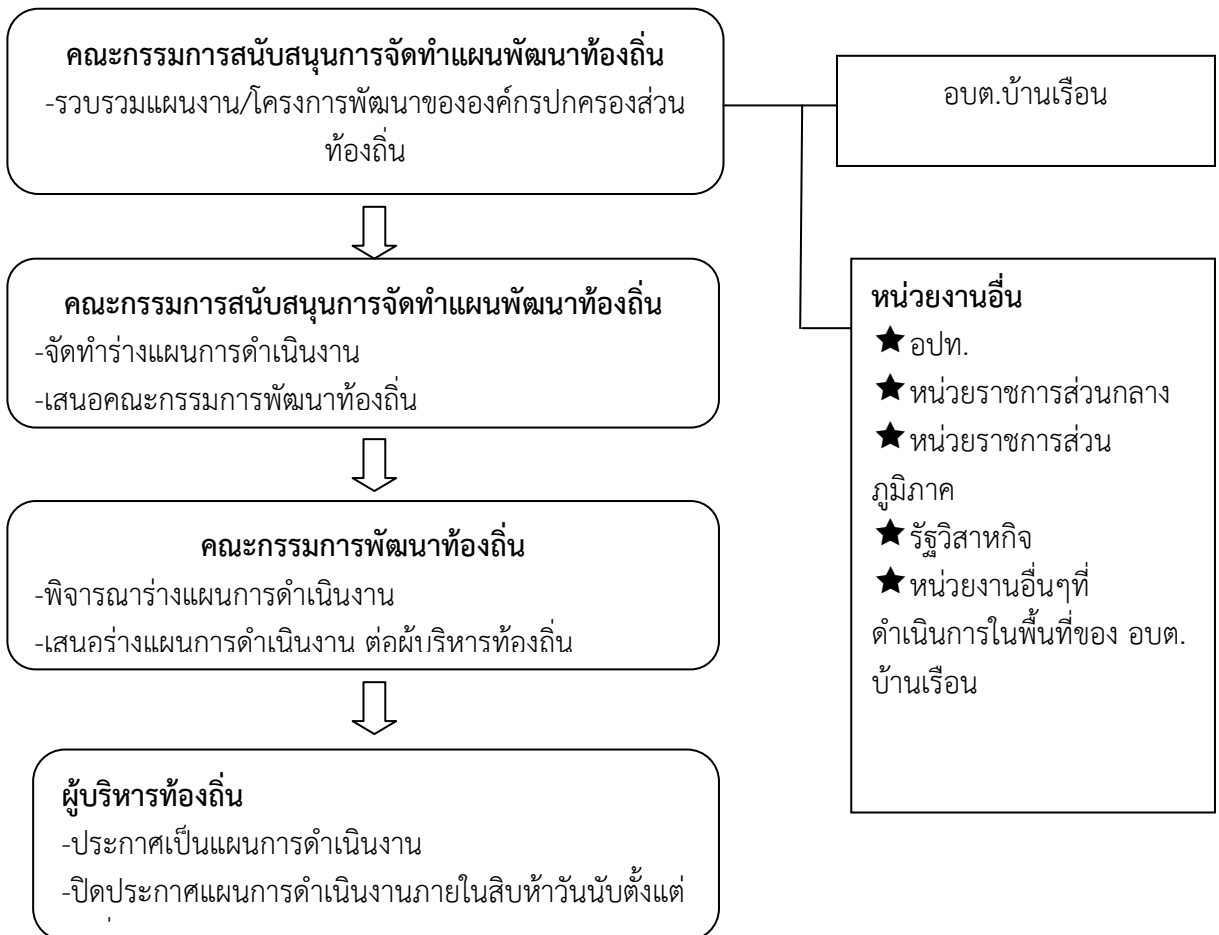 คณะกรรมการสนับสนุนการจัดทำแผนพัฒนาท้องถิ่น
-รวบรวมแผนงาน/โครงการพัฒนาขององค์กรปกครองส่วน
ท้องถิ่น
อบต.บ้านเรือน
คณะกรรมการสนับสนุนการจัดทำแผนพัฒนาท้องถิ่น
-จัดทำร่างแผนการดำเนินงาน
-เสนอคณะกรรมการพัฒนาท้องถิ่น
คณะกรรมการพัฒนาท้องถิ่น
-พิจารณาร่างแผนการดำเนินงาน
-เสนอร่างแผนการดำเนินงาน ต่อผู้บริหารท้องถิ่น
ผู้บริหารท้องถิ่น
-ประกาศเป็นแผนการดำเนินงาน
-ปิดประกาศแผนการดำเนินงานภายในสิบห้าวันนับตั้งแต่
หน่วยงานอื่น
★อปท.
★หน่วยราชการส่วนกลาง
★หน่วยราชการส่วน
ภูมิภาค
★รัฐวิสาหกิจ
★หน่วยงานอื่นๆที่
ดำเนินการในพื้นที่ของ อบต.
บ้านเรือน